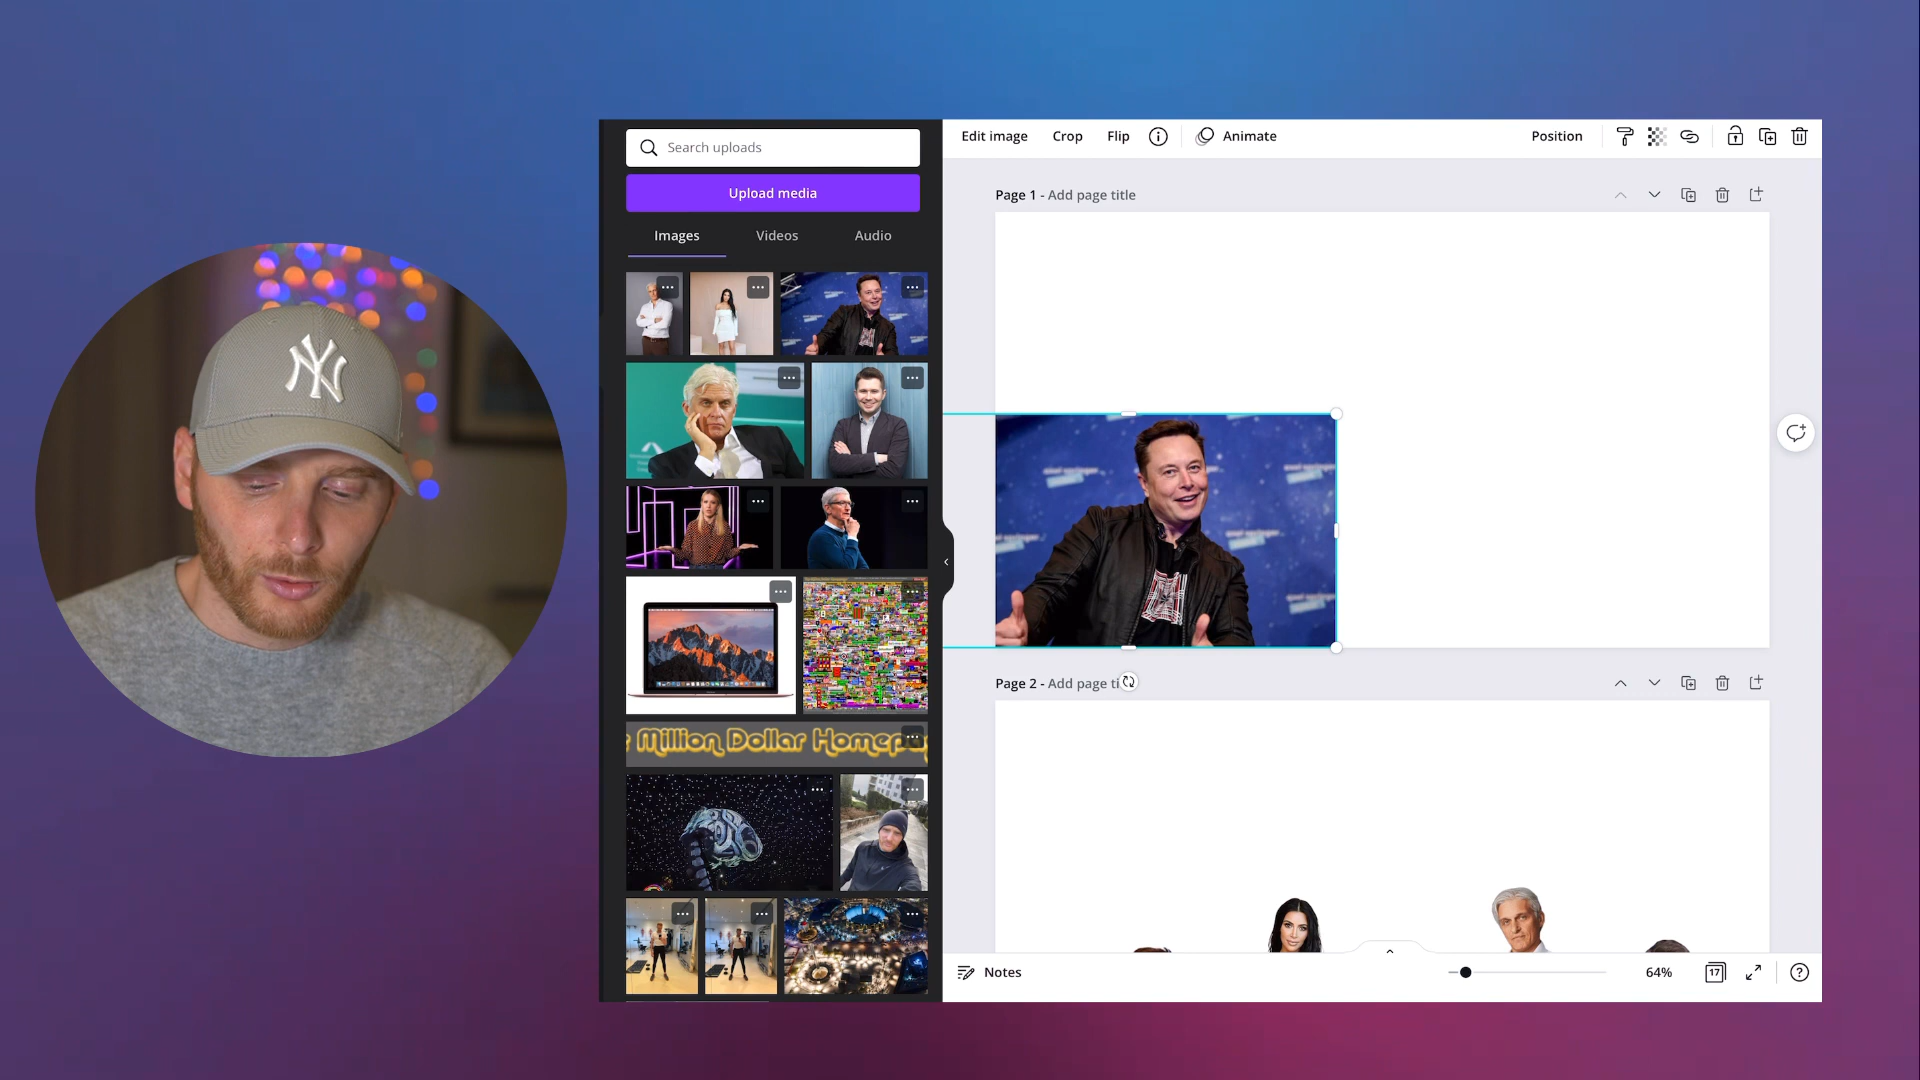 NY
Search uploads
Upload media
Images Videos Audio
Million Dollar Homep
Edit image Crop Flip Animate Position
Page 1 - Add page title
Page 2 - Add page ti
Notes
64%
17